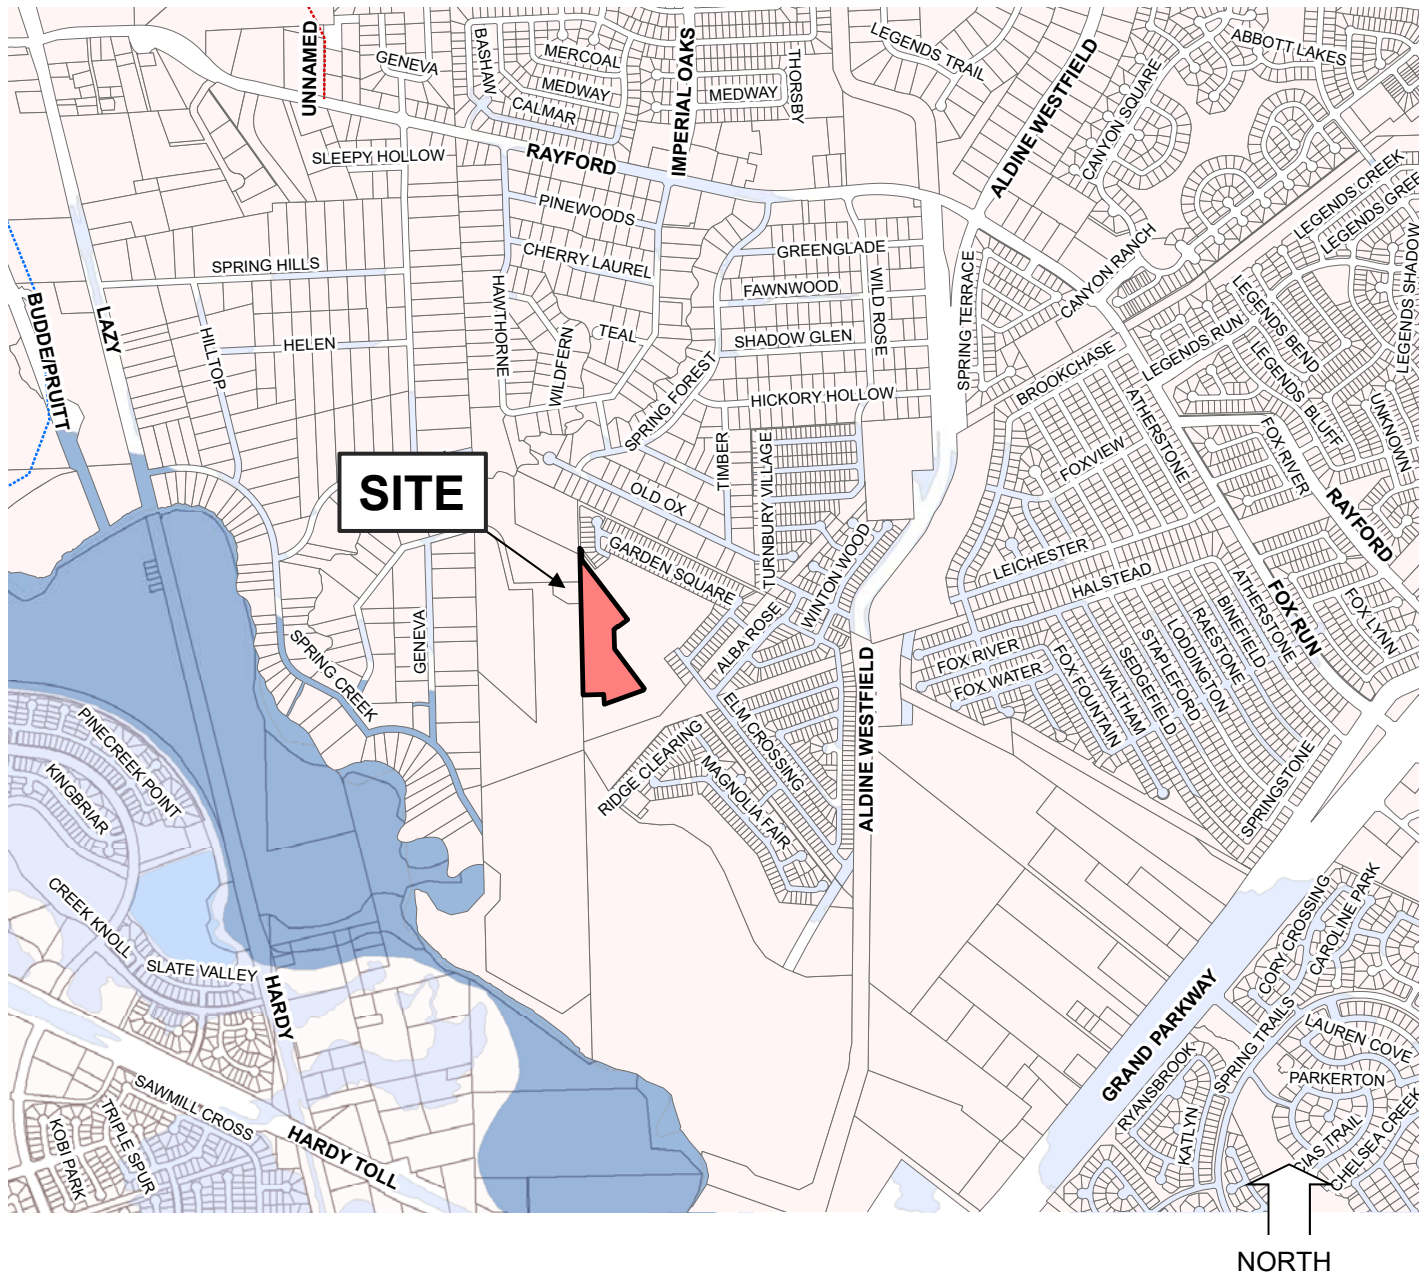 UNNAMED
GENEVA
BASHAW
MERCOAL
MEDWAY
CALMAR
IMPERIAL OAKS
MEDWAY
THORSBY
LEGENDS TRAIL
ALDINE WESTFIELD
CANYON SQUARE
ABBOTT LAKES
SLEEPY HOLLOW
RAYFORD
PINEWOODS
CHERRY LAUREL
SPRING HILLS
GREENGLADE
FAWNWOOD
WILD ROSE
SHADOW GLEN
HICKORY HOLLOW
SPRING TERRACE
CANYON RANCH
LEGENDS CREEK
LEGENDS GREE
LEGENDS SHADOW
LEGENDS BEND
LEGENDS RUN
LEGENDS BLUFF
UNKNOWN
BUDDE/PRUITT
LAZY
HILLTOP
HELEN
HAWTHORNE
WILDFERN
TEAL
SPRING FOREST
TIMBER
TURNBURY VILLAGE
OLD OX
BROOKCHASE
ATHERSTONE
FOXVIEW
FOX RIVER
RAYFORD
SITE
GARDEN SQUARE
WINTON WOOD
ALBA ROSE
LEICHESTER
HALSTEAD
FOX RUN
FOX LYNN
ATHERSTONE
BINEFIELD
RAESTONE
LODDINGTON
STAPLEFORD
SEDGEFIELD
WALTHAM
FOX FOUNTAIN
FOX RIVER
FOX WATER
SPRINGSTONE
GENEVA
SPRING CREEK
ELM CROSSING
RIDGE CLEARING
MAGNOLIA FAIR
ALDINE WESTFIELD
PINECREEK POINT
KINGBRIAR
CREEK KNOLL
SLATE VALLEY
HARDY
SAWMILL CROSS
TRIPLE SPUR
KOBI PARK
HARDY TOLL
GRAND PARKWAY
CORY CROSSING
CAROLINE PARK
SPRING TRAILS
LAUREN COVE
PARKERTON
RYANSBROOK
KATLYN
CHELSEA CREEK
NORTH